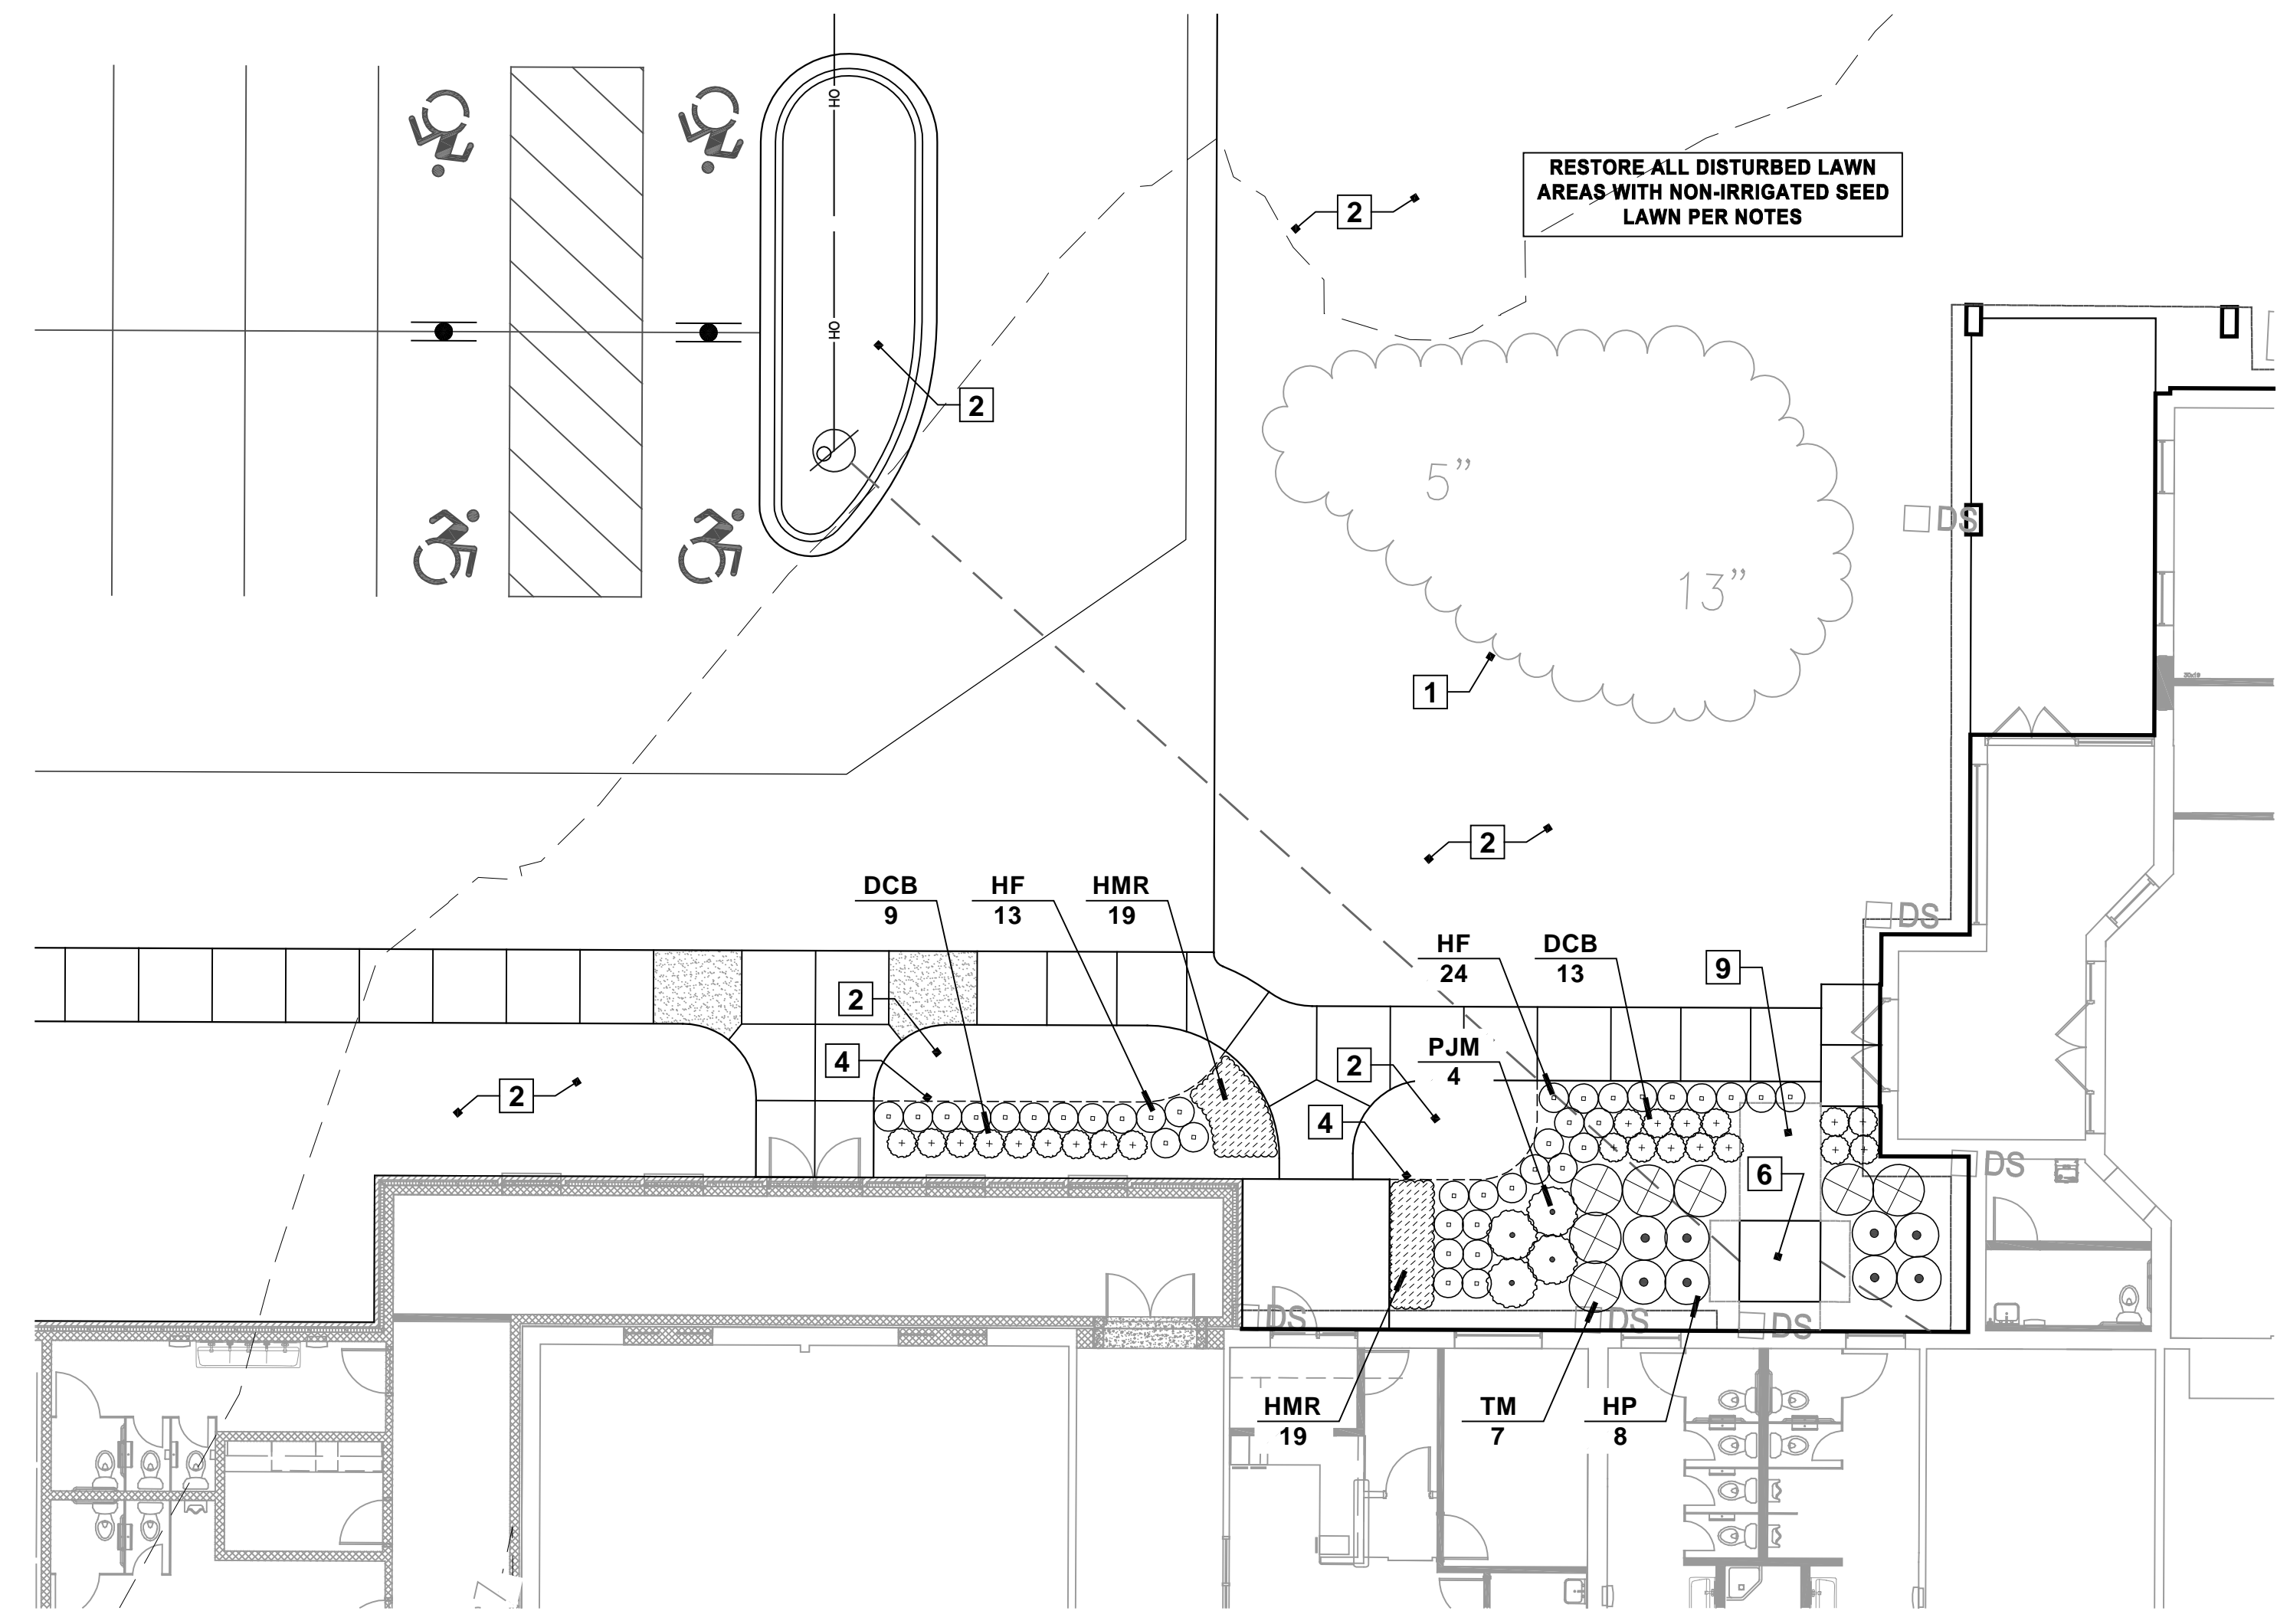 OH
RESTORE ALL DISTURBED LAWN
AREAS WITH NON-IRRIGATED SEED
LAWN PER NOTES
2
OH
2
5”
DS
13”
1
2
DCB
9
HF
13
HMR
19
DS
HF
24
DCB
13
9
2
4
2
PJM
4
2
4
6
DS
DS
DS
DS
HMR
19
TM
7
HP
8